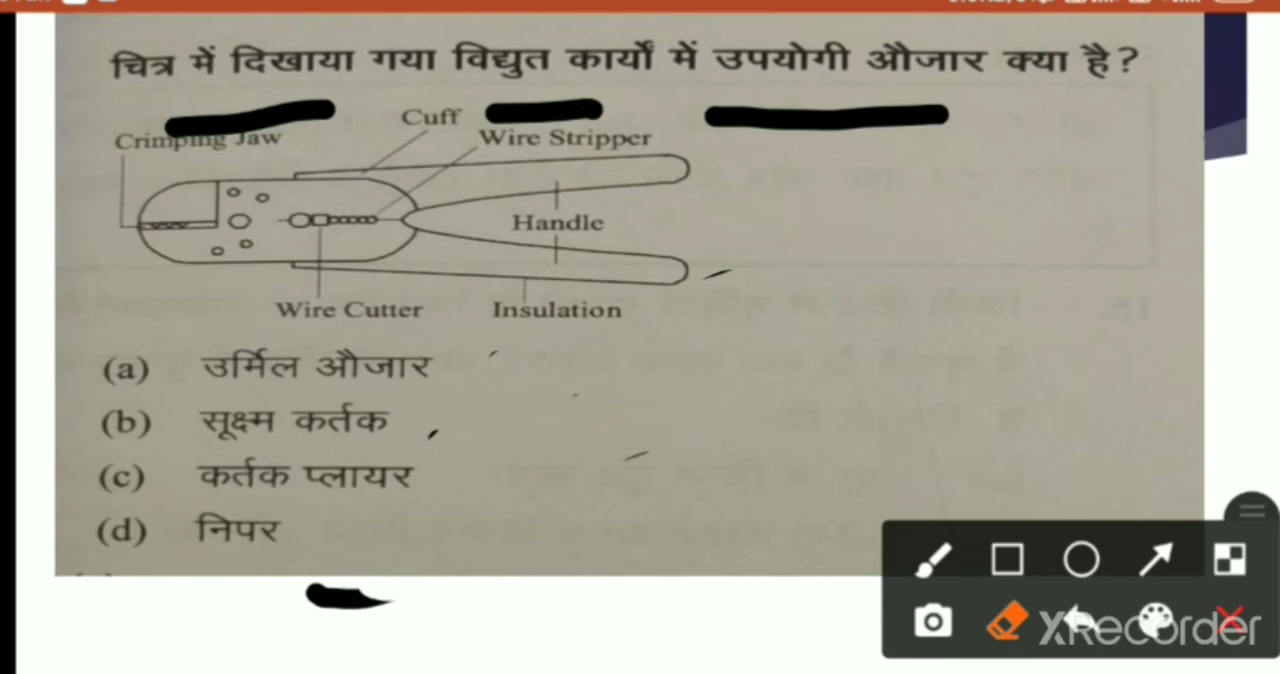 चित्र में दिखाया गया विद्युत कार्यों में उपयोगी औजार क्या है?
Cuff
Crimping Jaw
Wire Stripper
Handle
Wire Cutter
Insulation
(a) उर्मिल औजार
(b) सूक्ष्म कर्तक
(c) कर्तक प्लायर
(d) निपर
XRecorder